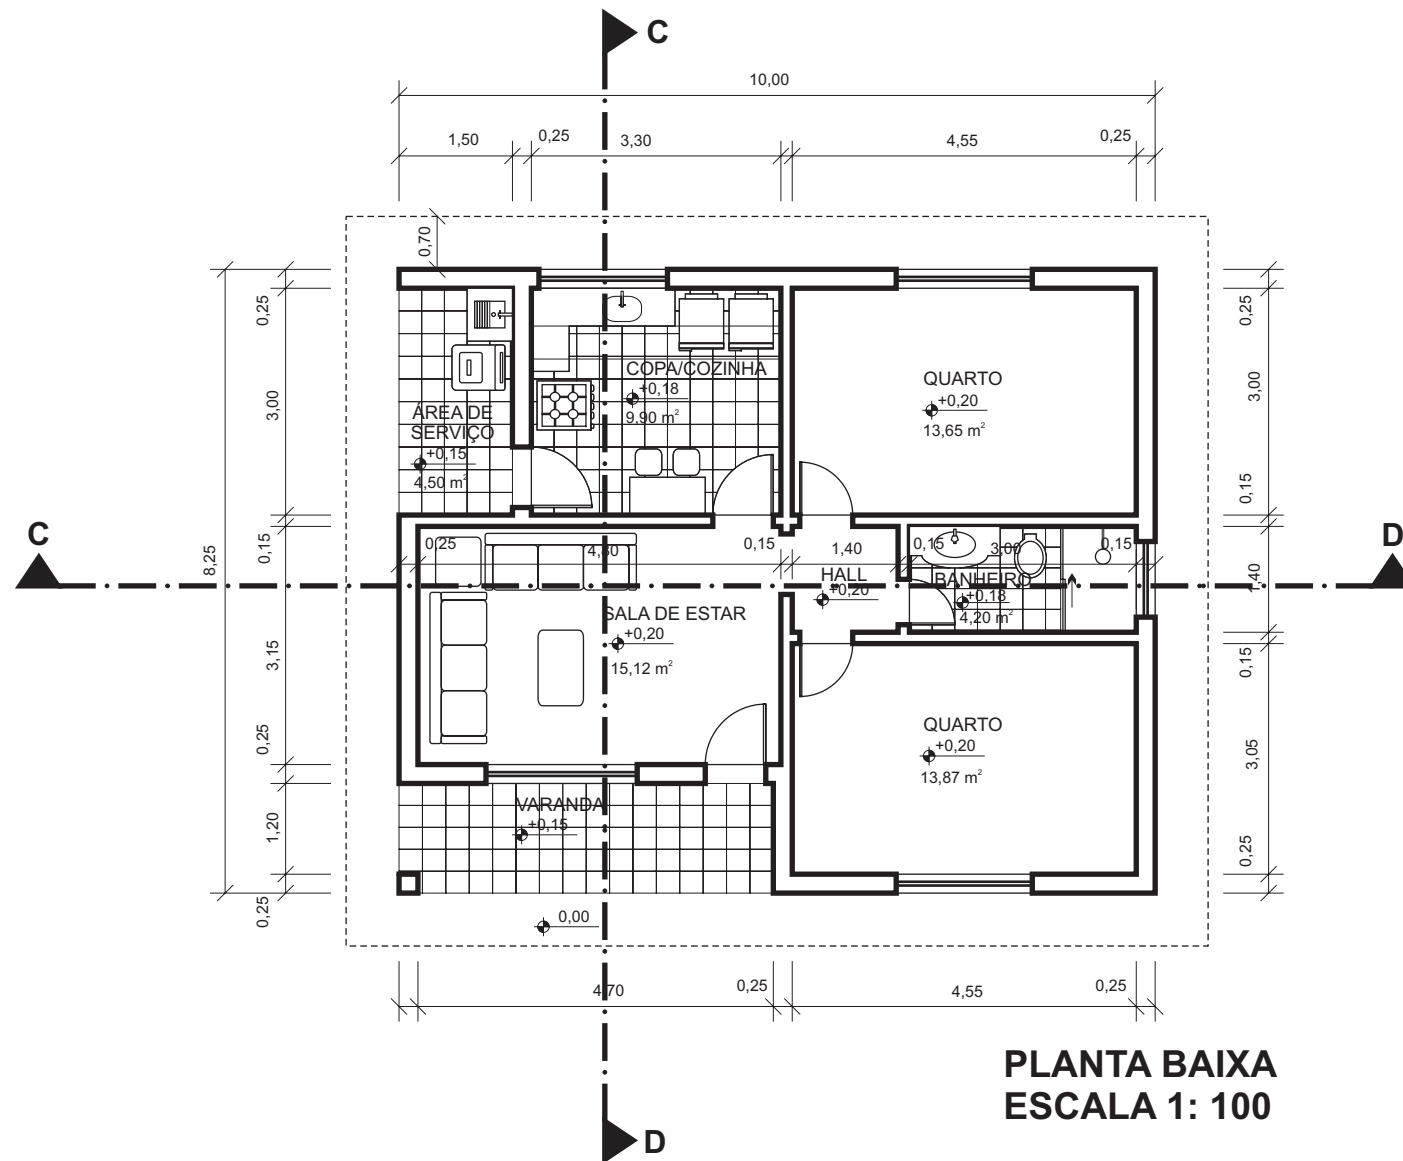 C
10,00
1,50
0,25
3,30
4,55
0,25
0,70
0,25
0,25
COPA/COZINHA
+0,18
9,90 m²
QUARTO
+0,20
13,65 m²
3,00
3,00
ÁREA DE
SERVIÇO
+0,15
4,50 m²
0,15
C
D
8,25
0,15
0,25
4,80
0,15
1,40
0,15
3,00
0,15
1,40
HALL
+0,20
BANHEIRO
+0,18
4,20 m²
SALA DE ESTAR
+0,20
15,12 m²
3,15
0,15
QUARTO
+0,20
13,87 m²
0,25
3,05
VARANDA
+0,15
1,20
0,25
0,25
0,00
4,70
0,25
4,55
0,25
PLANTA BAIXA
ESCALA 1: 100
D